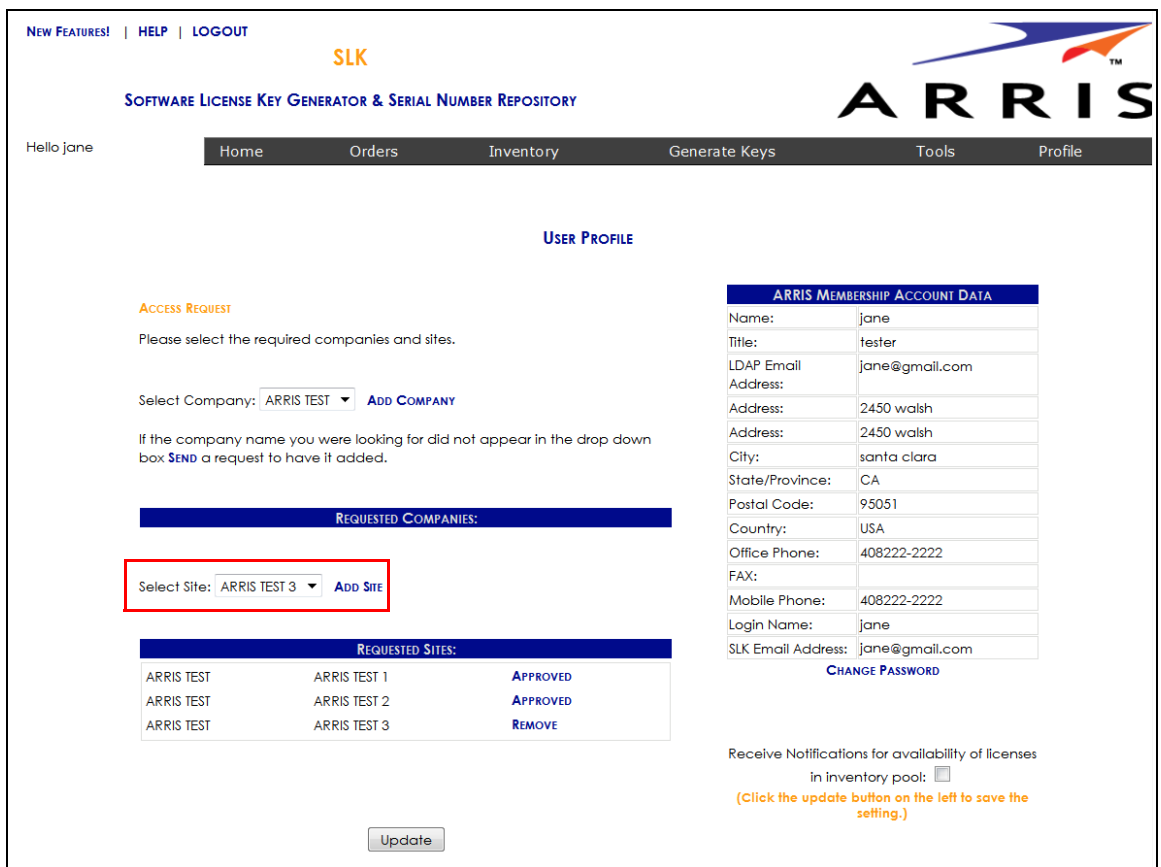 NEW FEATURES! | HELP | LOGOUT
SLK
SOFTWARE LICENSE KEY GENERATOR & SERIAL NUMBER REPOSITORY
TM
ARRIS
Hello jane
Home Orders Inventory Generate Keys Tools Profile
USER PROFILE
ACCESS REQUEST
Please select the required companies and sites.
Select Company: ARRIS TEST ADD COMPANY
If the company name you were looking for did not appear in the drop down
box SEND a request to have it added.
REQUESTED COMPANIES:
Select Site: ARRIS TEST 3 ADD SITE
REQUESTED SITES:
ARRIS TEST ARRIS TEST 1 APPROVED
ARRIS TEST ARRIS TEST 2 APPROVED
ARRIS TEST ARRIS TEST 3 REMOVE
Update
ARRIS MEMBERSHIP ACCOUNT DATA
Name: jane
Title: tester
LDAP Email jane@gmail.com
Address:
Address: 2450 walsh
Address: 2450 walsh
City: santa clara
State/Province: CA
Postal Code: 95051
Country: USA
Office Phone: 408222-2222
FAX:
Mobile Phone: 408222-2222
Login Name: jane
SLK Email Address: jane@gmail.com
CHANGE PASSWORD
Receive Notifications for availability of licenses
in inventory pool:
(Click the update button on the left to save the
setting.)